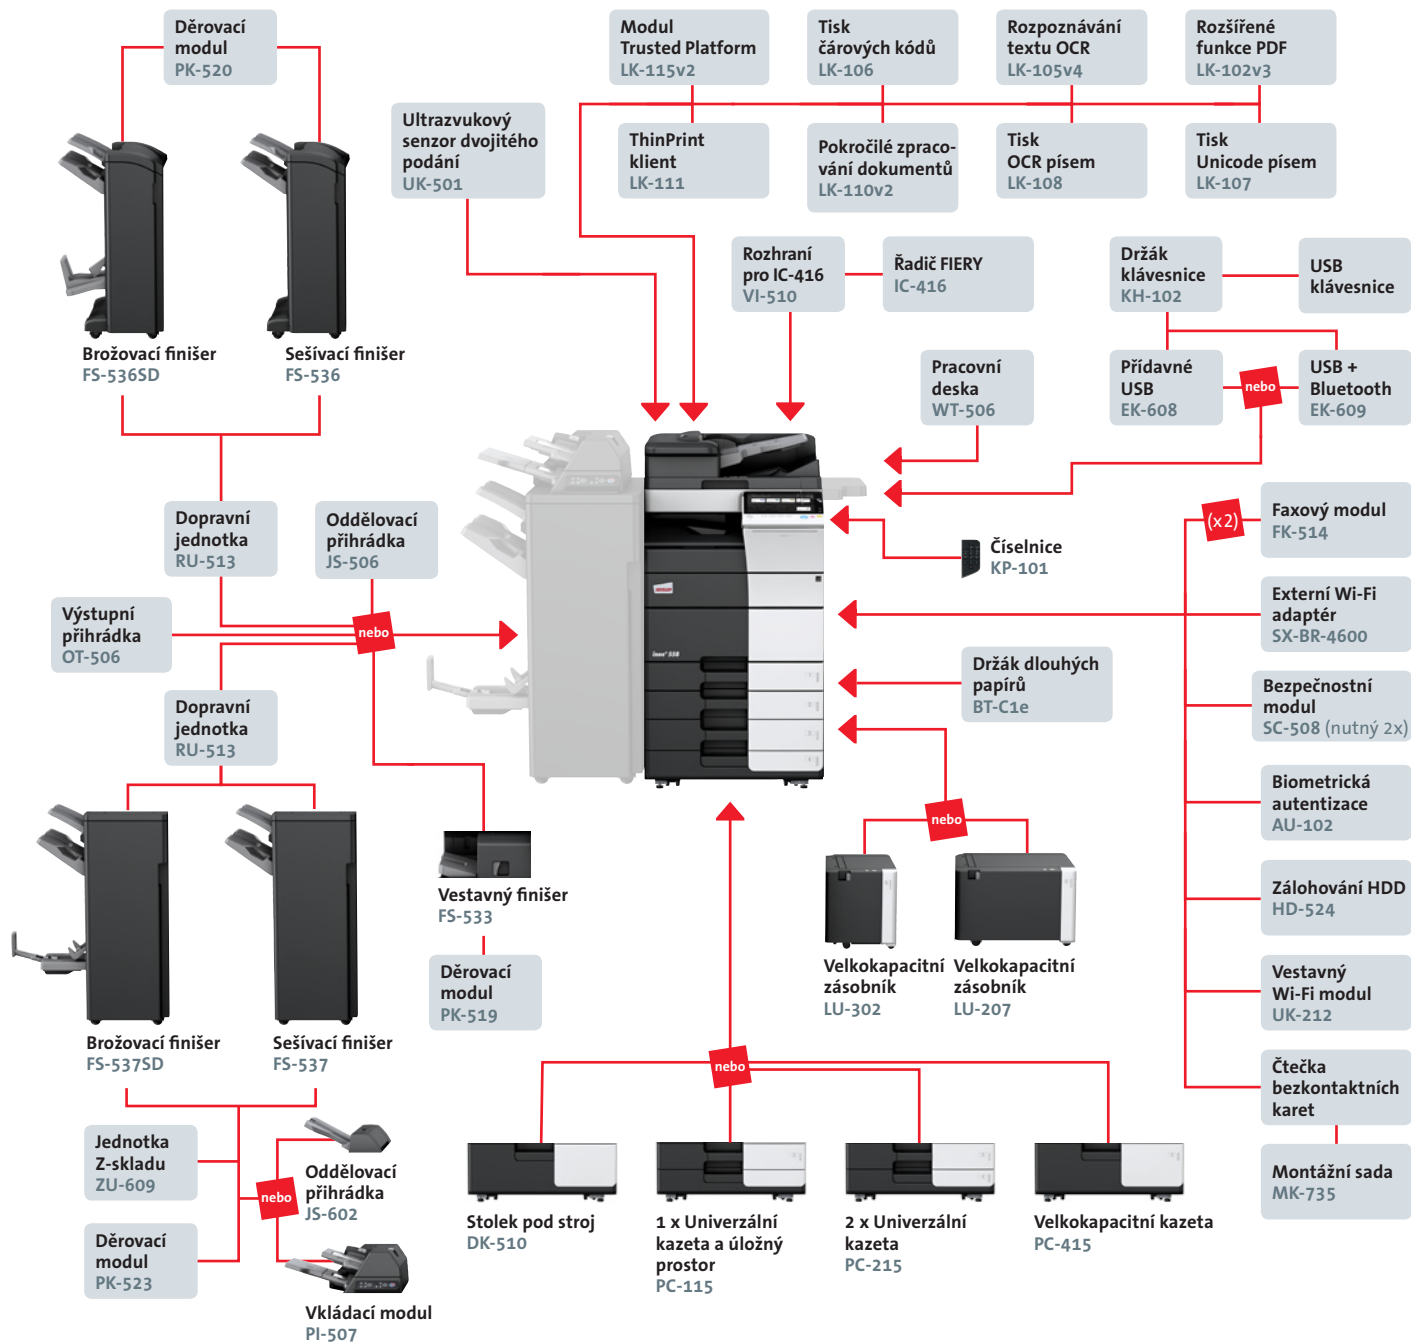 Děrovací
modul
PK-520
Modul
Trusted Platform
LK-115v2
Tisk
čárových kódů
LK-106
Rozpoznávání
textu OCR
LK-105v4
Rozšířené
funkce PDF
LK-102v3
Ultrazvukový
senzor dvojitého
podání
UK-501
ThinPrint
klient
LK-111
Pokročilé zpraco-
vání dokumentů
LK-110v2
Tisk
OCR písem
LK-108
Tisk
Unicode písem
LK-107
Rozhraní
pro IC-416
VI-510
Řadič FIERY
IC-416
Držák
klávesnice
KH-102
USB
klávesnice
Brožovací finišer
FS-536SD
Sešívací finišer
FS-536
Pracovní
deska
WT-506
Přídavné
USB
EK-608
nebo
USB +
Bluetooth
EK-609
Dopravní
jednotka
RU-513
Oddělovací
přihrádka
JS-506
(x2)
Faxový modul
FK-514
Číselnice
KP-101
Výstupní
přihrádka
OT-506
nebo
Externí Wi-Fi
adaptér
SX-BR-4600
ineo+ 558
Držák dlouhých
papírů
BT-C1e
Bezpečnostní
modul
SC-508 (nutný 2x)
Dopravní
jednotka
RU-513
Biometrická
autentizace
AU-102
nebo
Vestavný finišer
FS-533
Zálohování HDD
HD-524
Děrovací
modul
PK-519
Velkokapacitní
zásobník
LU-302
Velkokapacitní
zásobník
LU-207
Vestavný
Wi-Fi modul
UK-212
Brožovací finišer
FS-537SD
Sešívací finišer
FS-537
nebo
Čtečka
bezkontaktních
karet
Jednotka
Z-skladu
ZU-609
nebo
Oddělovací
přihrádka
JS-602
Montážní sada
MK-735
Děrovací
modul
PK-523
Vkládací modul
PI-507
Stolek pod stroj
DK-510
1 x Univerzální
kazeta a úložný
prostor
PC-115
2 x Univerzální
kazeta
PC-215
Velkokapacitní kazeta
PC-415